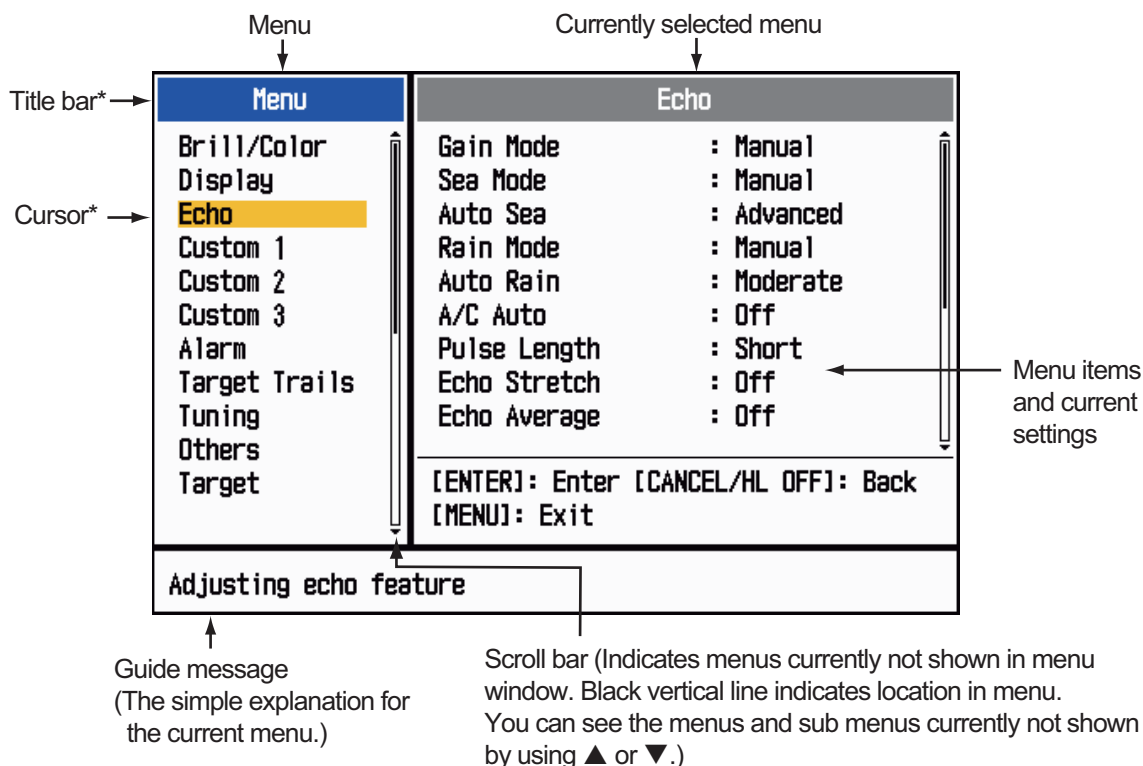 Menu
Currently selected menu
Title bar*
Menu
Echo
Brill/Color
Display
Cursor*
Echo
Custom 1
Custom 2
Custom 3
Alarm
Target Trails
Tuning
Others
Target
Gain Mode : Manual
Sea Mode : Manual
Auto Sea : Advanced
Rain Mode : Manual
Auto Rain : Moderate
A/C Auto : Off
Pulse Length : Short
Echo Stretch : Off
Echo Average : Off
Menu items
and current
settings
[ENTER]: Enter [CANCEL/HL OFF]: Back
[MENU]: Exit
Adjusting echo feature
Guide message
(The simple explanation for
the current menu.)
Scroll bar (Indicates menus currently not shown in menu
window. Black vertical line indicates location in menu.
You can see the menus and sub menus currently not shown
by using ▲ or ▼.)